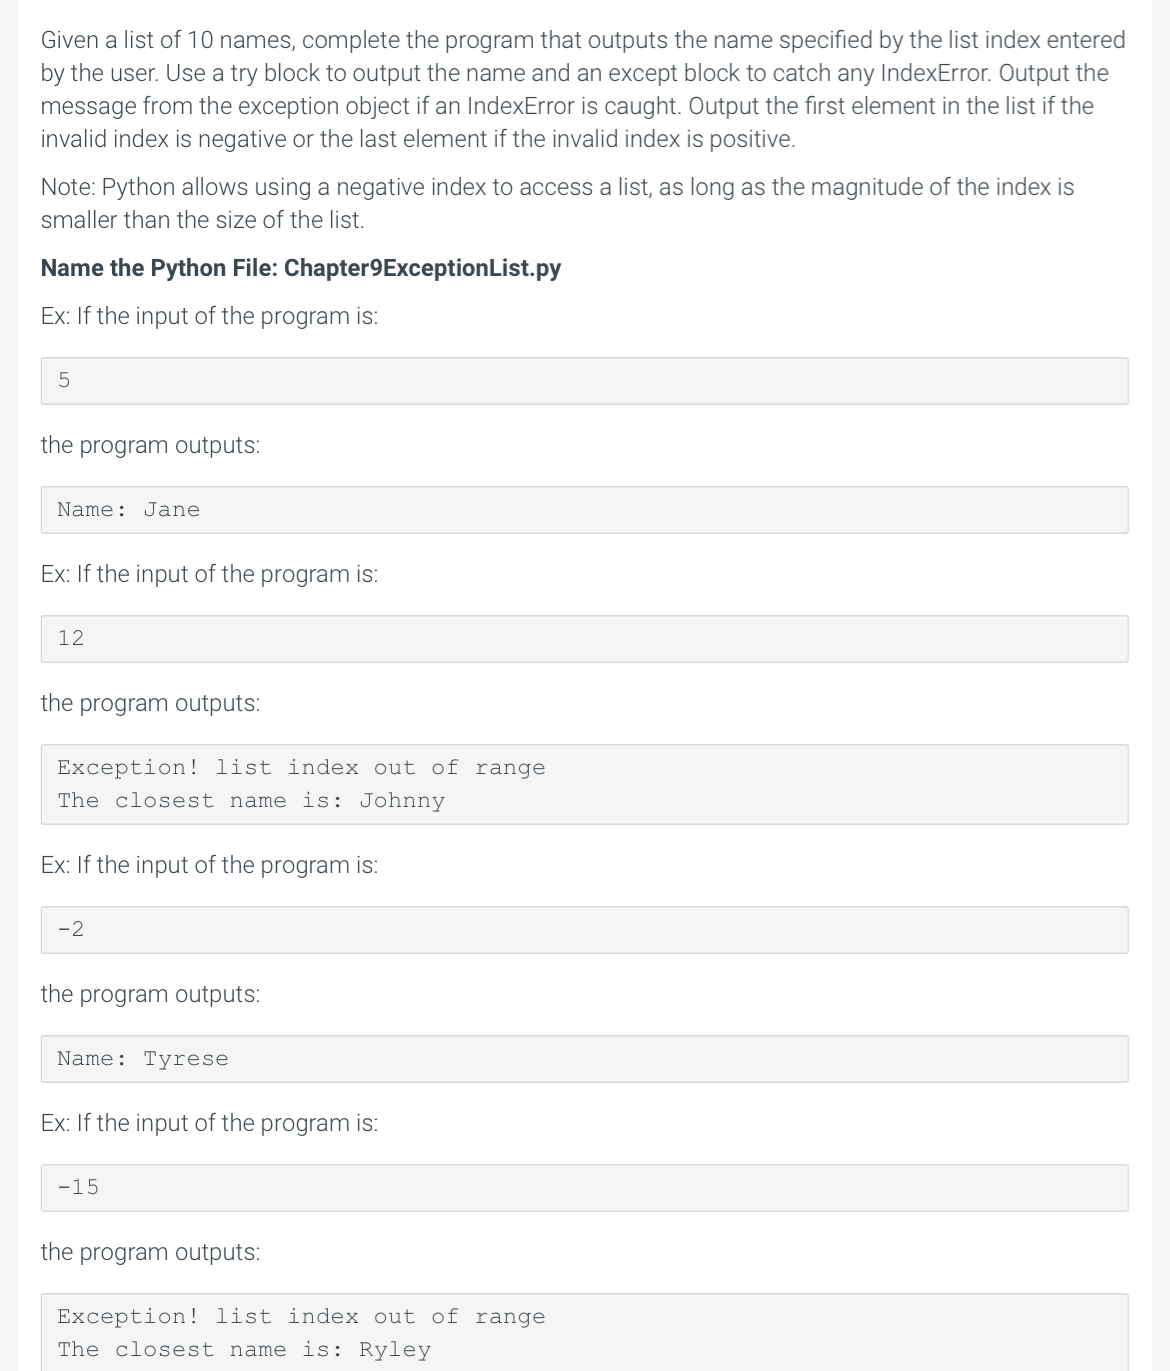 Given a list of 10 names, complete the program that outputs the name specified by the list index entered
by the user. Use a try block to output the name and an except block to catch any IndexError. Output the
message from the exception object if an IndexError is caught. Output the first element in the list if the
invalid index is negative or the last element if the invalid index is positive.
Note: Python allows using a negative index to access a list, as long as the magnitude of the index is
smaller than the size of the list.
Name the Python File: Chapter9ExceptionList.py
Ex: If the input of the program is:
5
the program outputs:
Name: Jane
Ex: If the input of the program is:
12
the program outputs:
Exception! list index out of range
The closest name is: Johnny
Ex: If the input of the program is:
-2
the program outputs:
Name: Tyrese
Ex: If the input of the program is:
-15
the program outputs:
Exception! list index out of range
The closest name is: Ryley